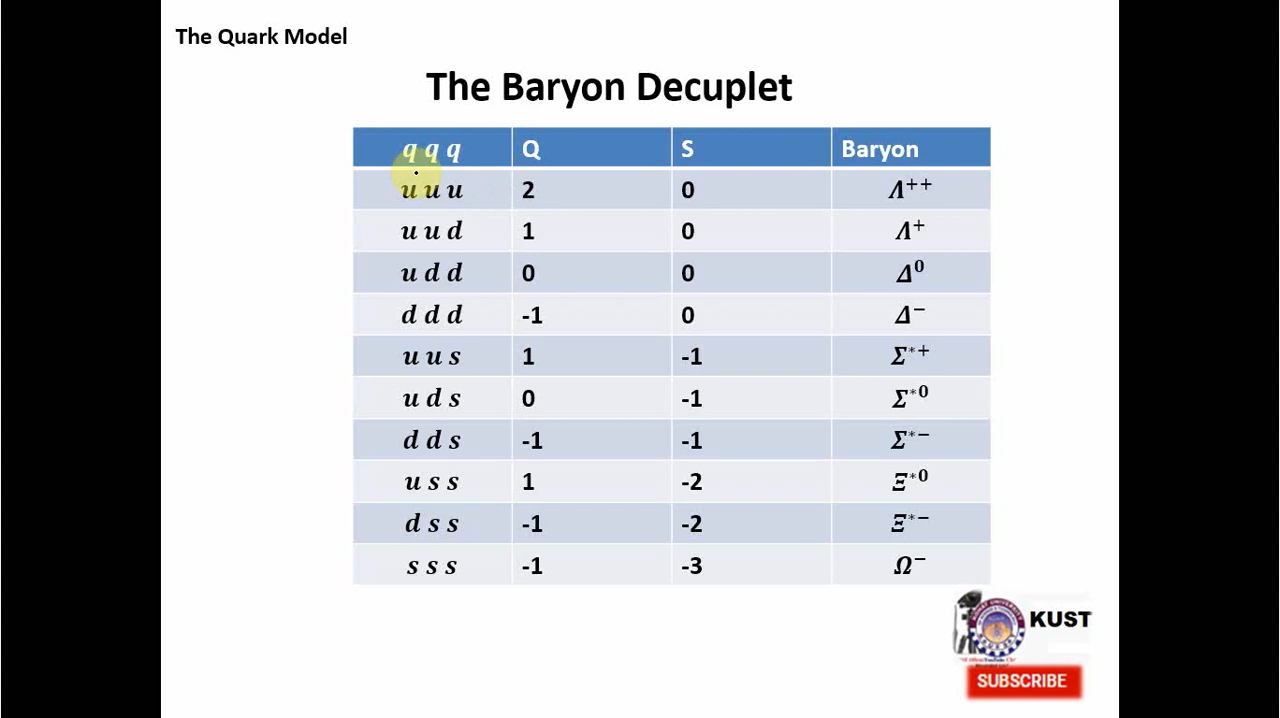 The Quark Model
The Baryon Decuplet
q q q Q S Baryon
u u u 2 0 Λ⁺⁺
u u d 1 0 Λ⁺
u d d 0 0 Δ⁰
d d d -1 0 Δ⁻
u u s 1 -1 Σ*⁺
u d s 0 -1 Σ*⁰
d d s -1 -1 Σ*⁻
u s s 1 -2 Ξ*⁰
d s s -1 -2 Ξ*⁻
s s s -1 -3 Ω⁻
KUST
SUBSCRIBE